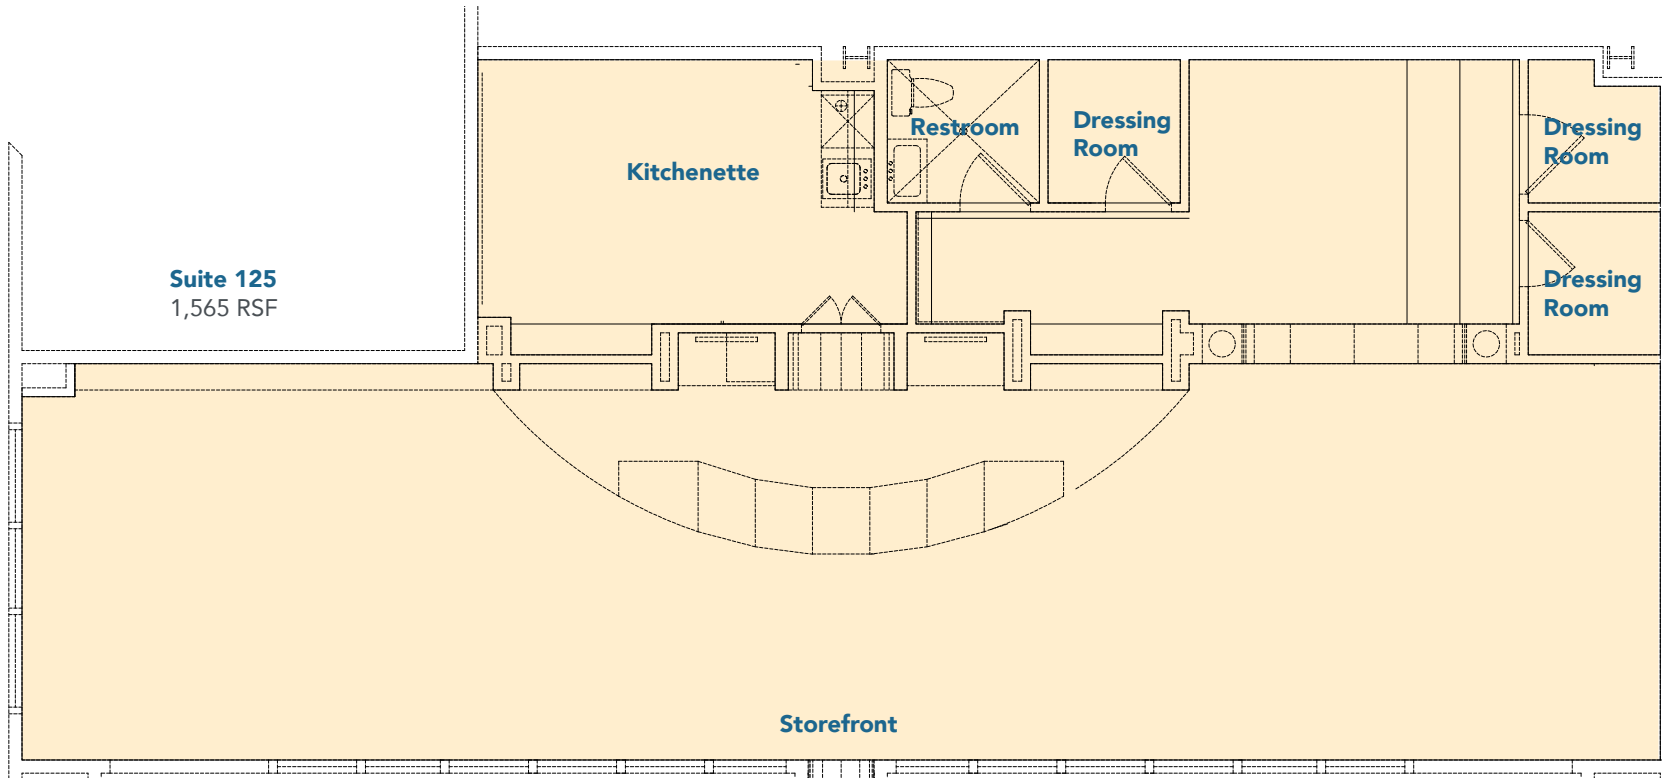 Restroom
Dressing
Room
Dressing
Room
Kitchenette
Suite 125
1,565 RSF
Dressing
Room
Storefront